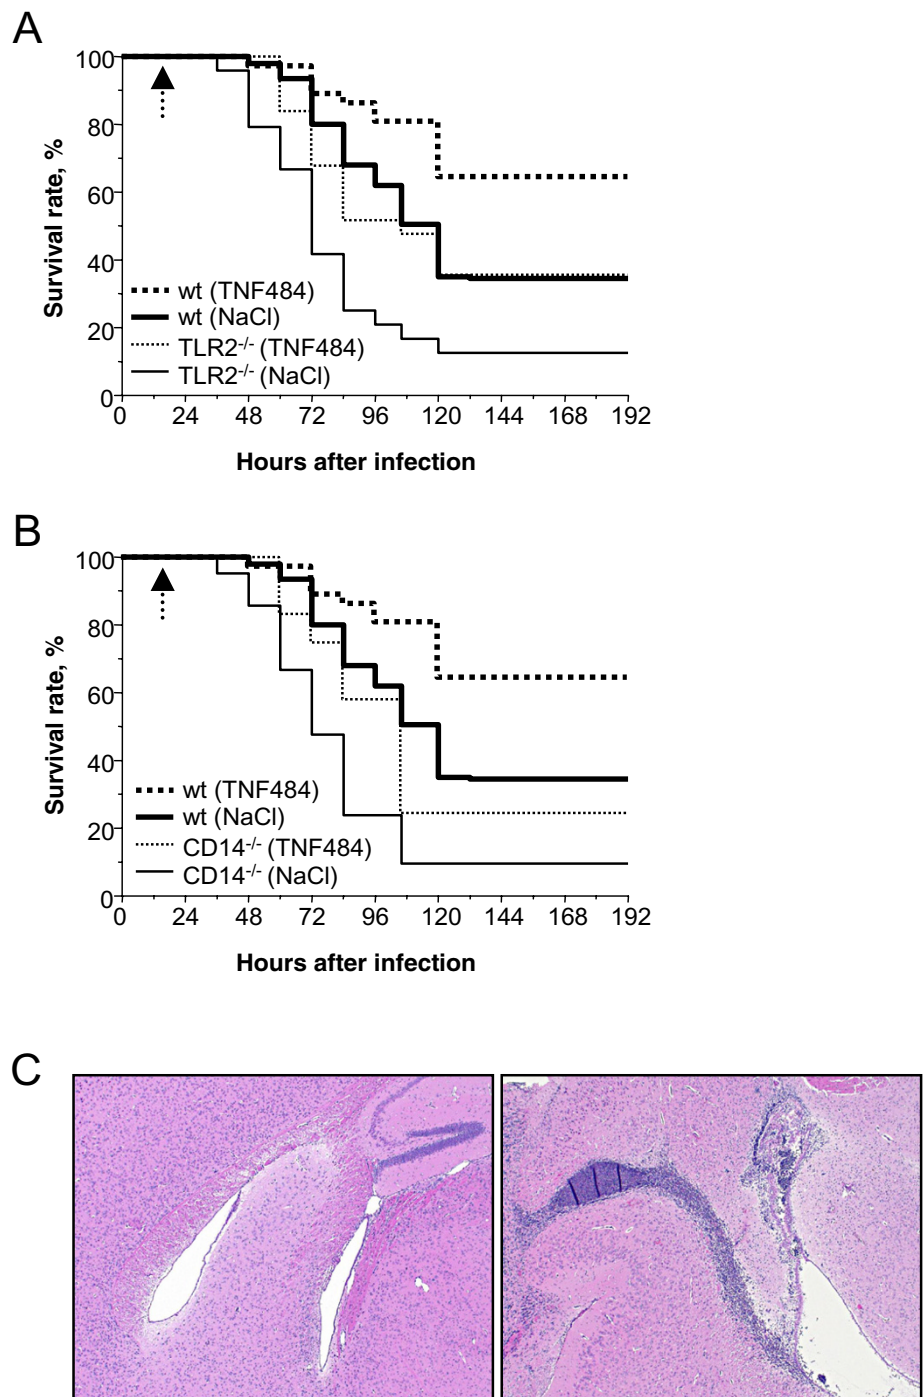 A
100
80
60
40
20
0
Survival rate, %
wt (TNF484)
wt (NaCl)
TLR2-/- (TNF484)
TLR2-/- (NaCl)
0 24 48 72 96 120 144 168 192
Hours after infection
B
100
80
60
40
20
0
Survival rate, %
wt (TNF484)
wt (NaCl)
CD14-/- (TNF484)
CD14-/- (NaCl)
0 24 48 72 96 120 144 168 192
Hours after infection
C